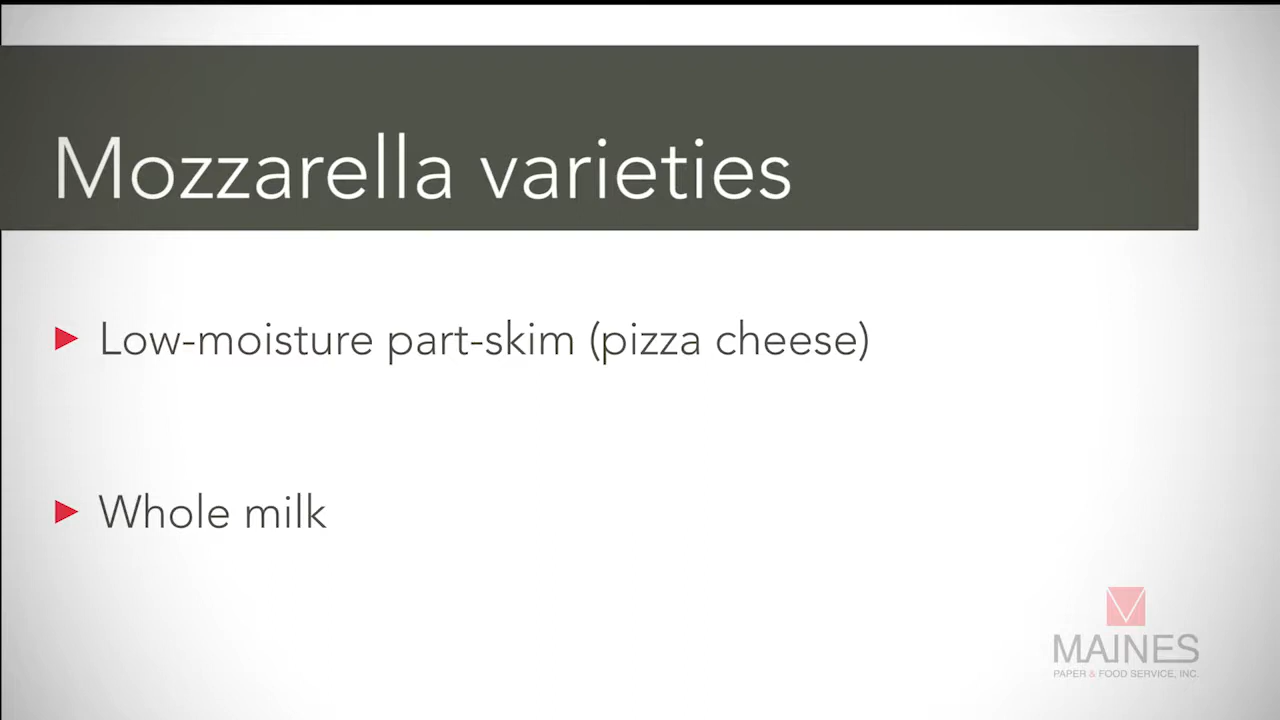 Mozzarella varieties
Low-moisture part-skim (pizza cheese)
Whole milk
MAINES
PAPER & FOOD SERVICE, INC.